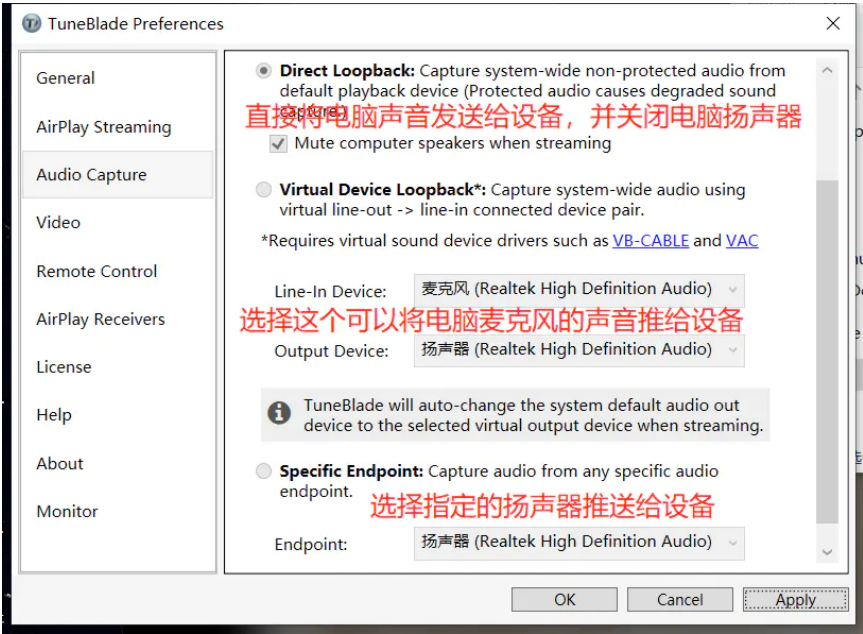 TuneBlade Preferences
General
AirPlay Streaming
Audio Capture
Video
Remote Control
AirPlay Receivers
License
Help
About
Monitor
Direct Loopback: Capture system-wide non-protected audio from
default playback device (Protected audio causes degraded sound
capture.)
直接将电脑声音发送给设备，并关闭电脑扬声器
Mute computer speakers when streaming
Virtual Device Loopback*: Capture system-wide audio using
virtual line-out -> line-in connected device pair.
*Requires virtual sound device drivers such as VB-CABLE and VAC
Line-In Device: 麦克风 (Realtek High Definition Audio)
选择这个可以将电脑麦克风的声音推给设备
Output Device: 扬声器 (Realtek High Definition Audio)
TuneBlade will auto-change the system default audio out
device to the selected virtual output device when streaming.
Specific Endpoint: Capture audio from any specific audio
endpoint.
选择指定的扬声器推送给设备
Endpoint: 扬声器 (Realtek High Definition Audio)
OK Cancel Apply